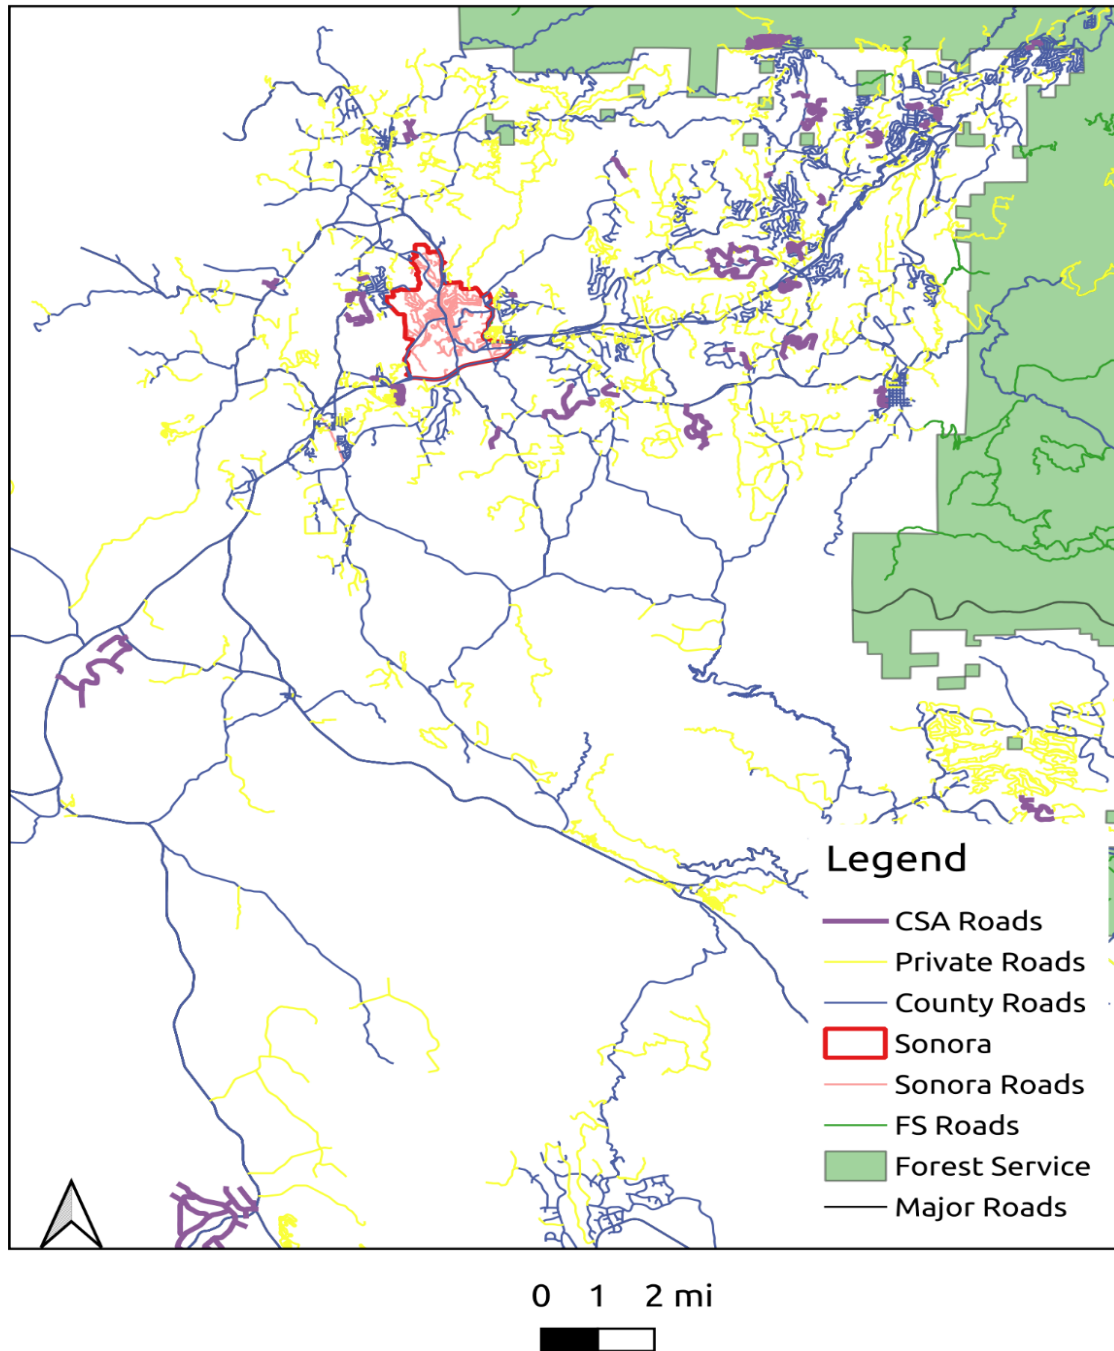 Legend
CSA Roads
Private Roads
County Roads
Sonora
Sonora Roads
FS Roads
Forest Service
Major Roads
0 1 2 mi